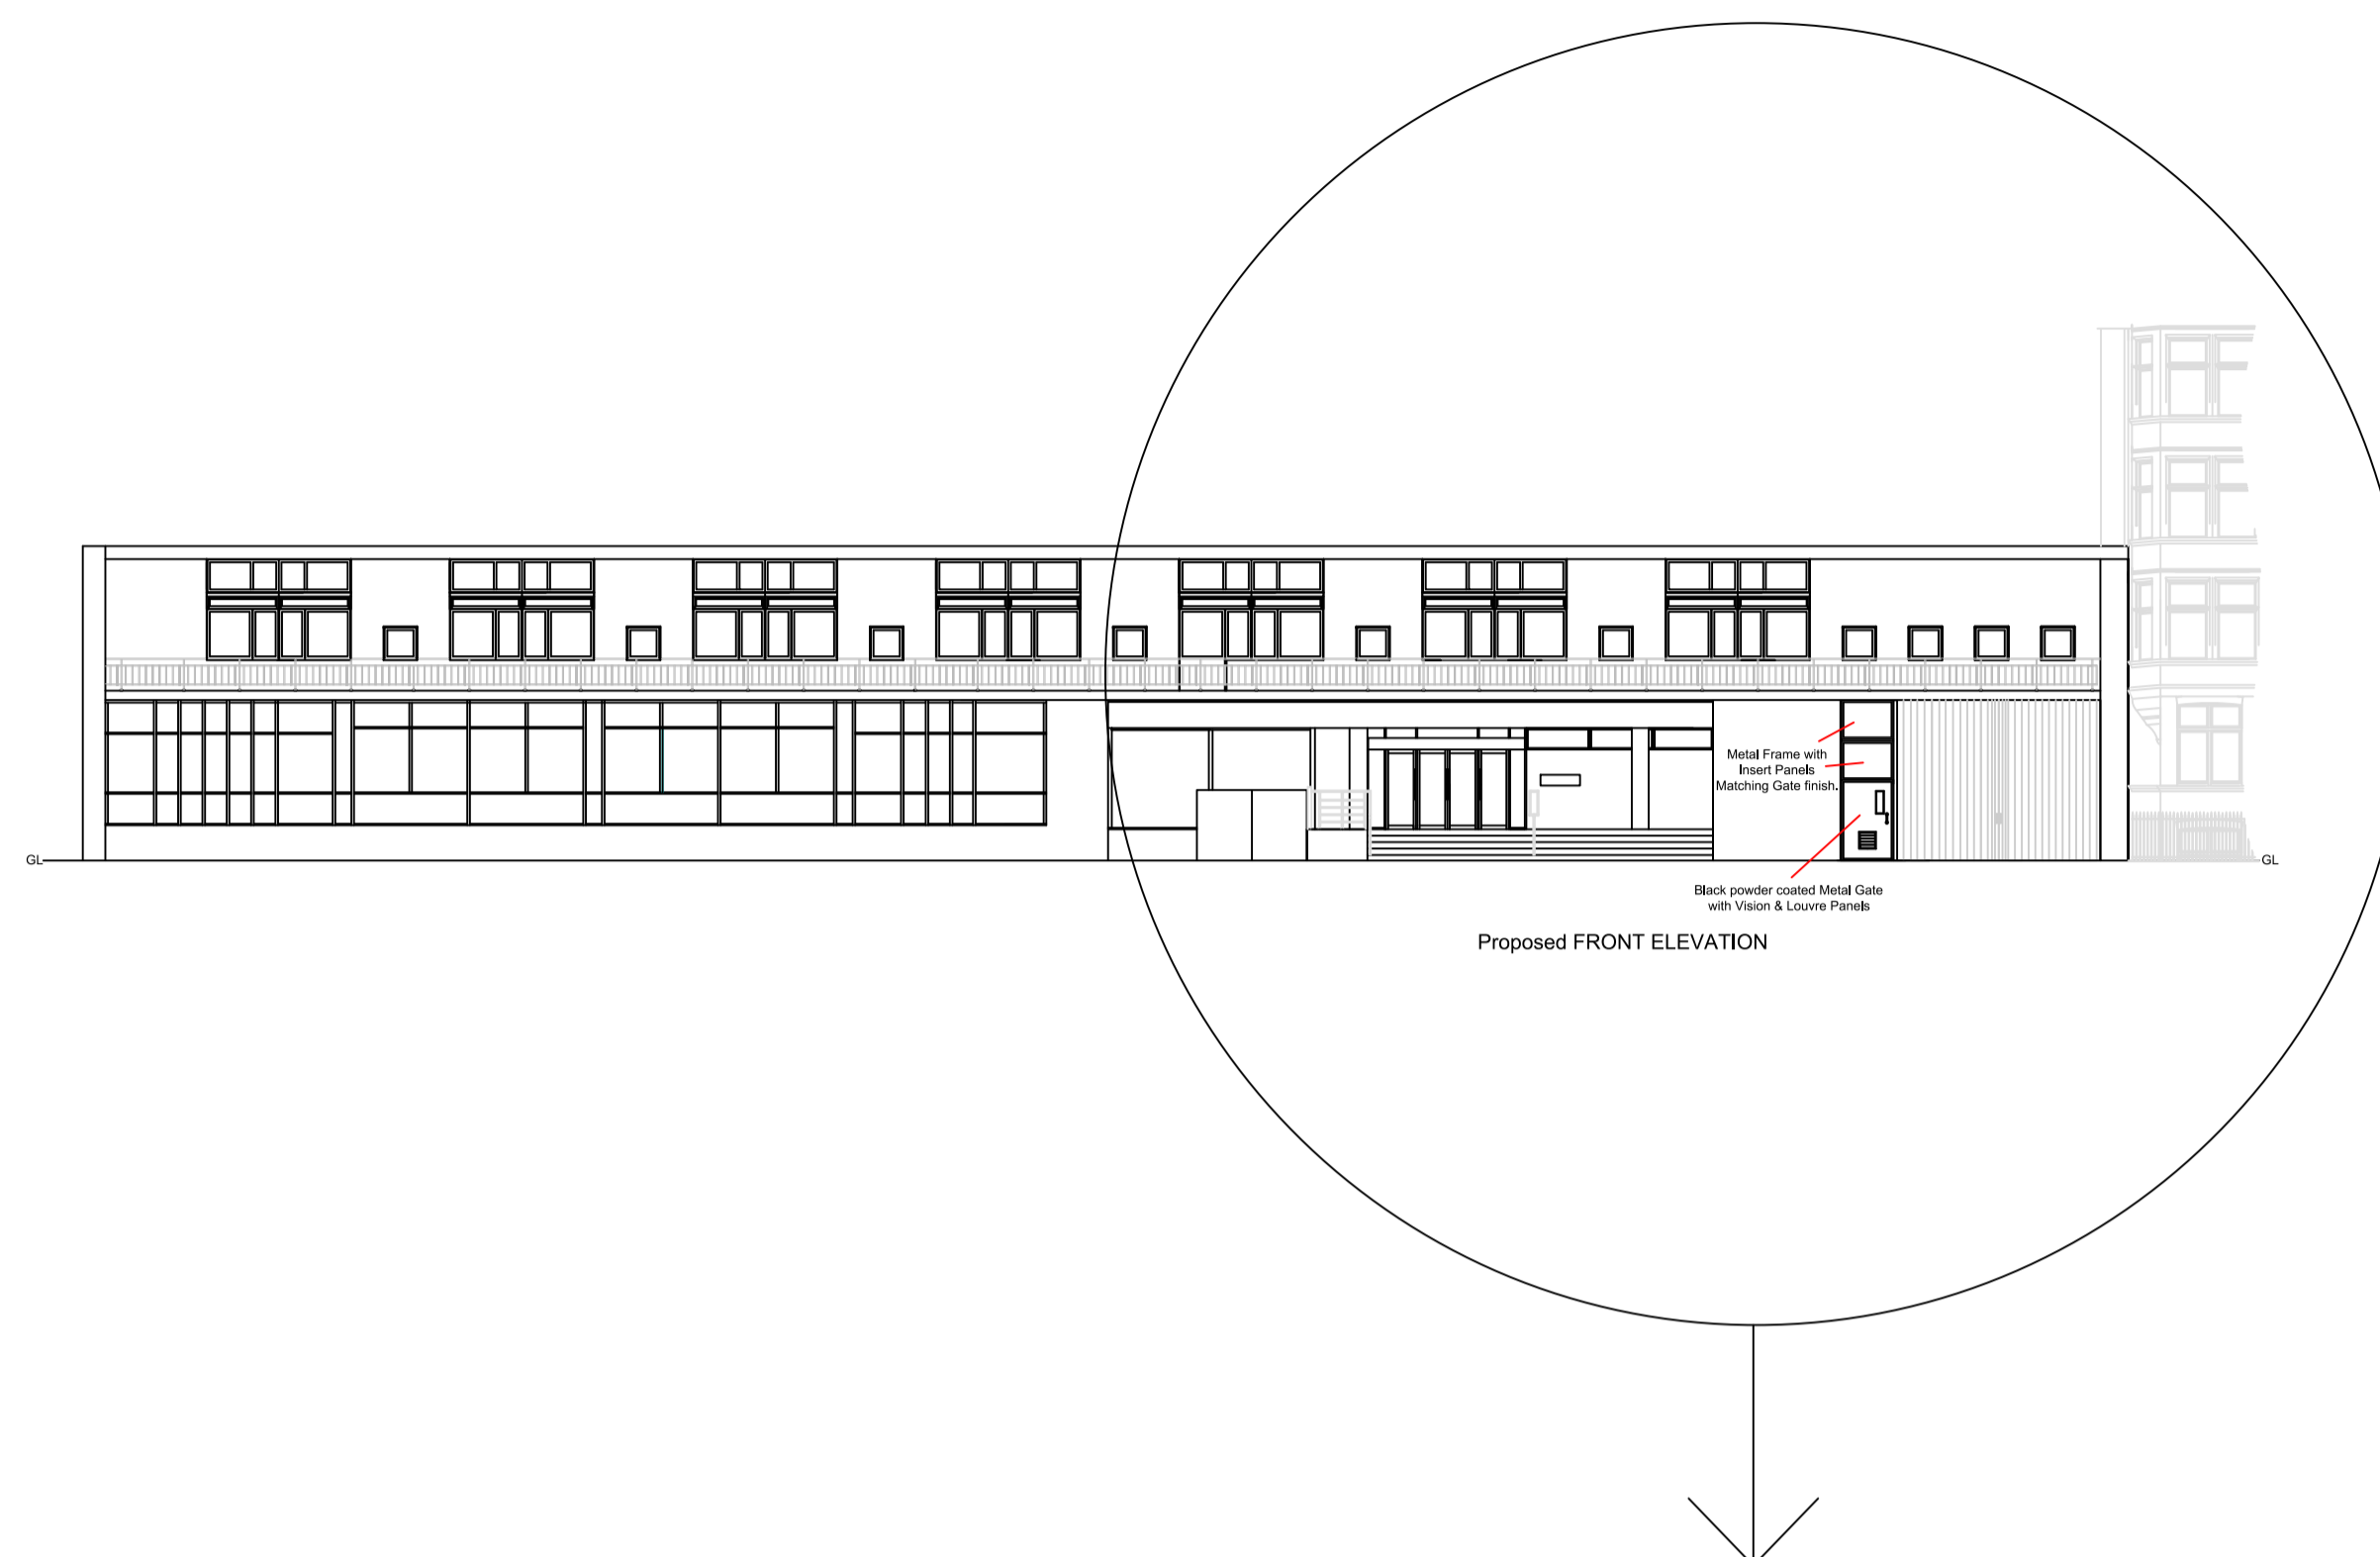 Metal Frame with
Insert Panels
Matching Gate finish.
GL
GL
Black powder coated Metal Gate
with Vision & Louvre Panels
Proposed FRONT ELEVATION